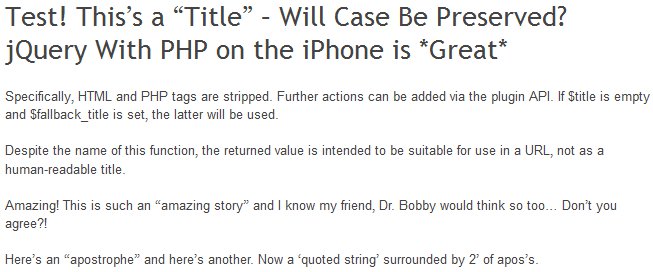 Test! This’s a “Title” – Will Case Be Preserved?
jQuery With PHP on the iPhone is *Great*
Specifically, HTML and PHP tags are stripped. Further actions can be added via the plugin API. If $title is empty
and $fallback_title is set, the latter will be used.
Despite the name of this function, the returned value is intended to be suitable for use in a URL, not as a
human-readable title.
Amazing! This is such an “amazing story” and I know my friend, Dr. Bobby would think so too… Don’t you
agree?!
Here’s an “apostrophe” and here’s another. Now a ‘quoted string’ surrounded by 2’ of apos’s.